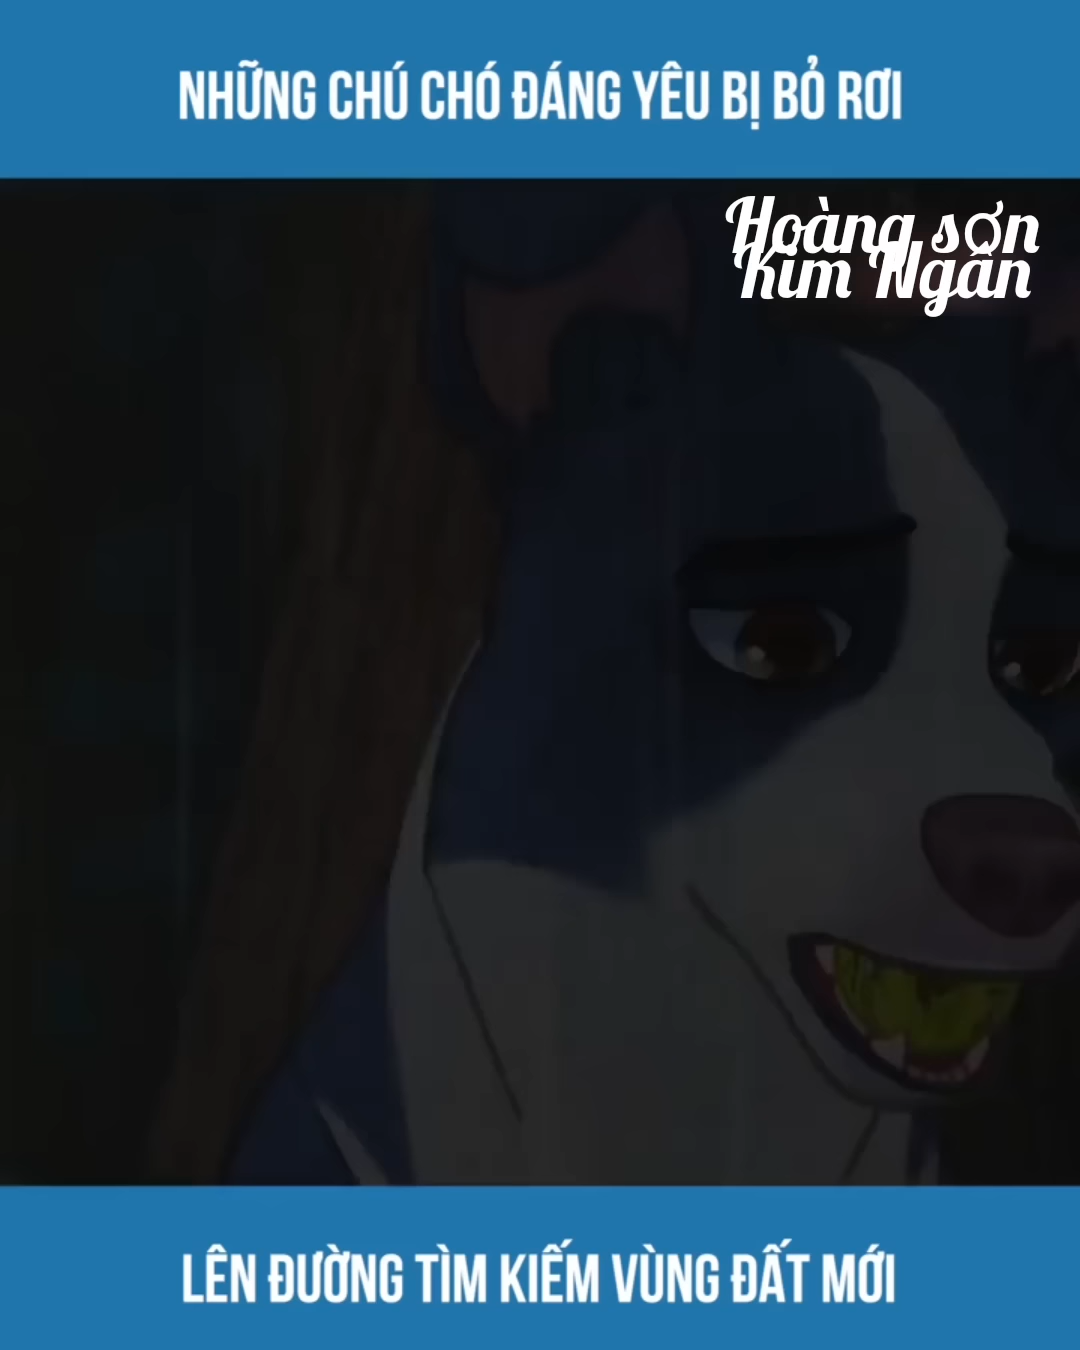 NHỮNG CHÚ CHÓ ĐÁNG YÊU BỊ BỎ RƠI
Hoàng sơn
Kim Ngân
LÊN ĐƯỜNG TÌM KIẾM VÙNG ĐẤT MỚI